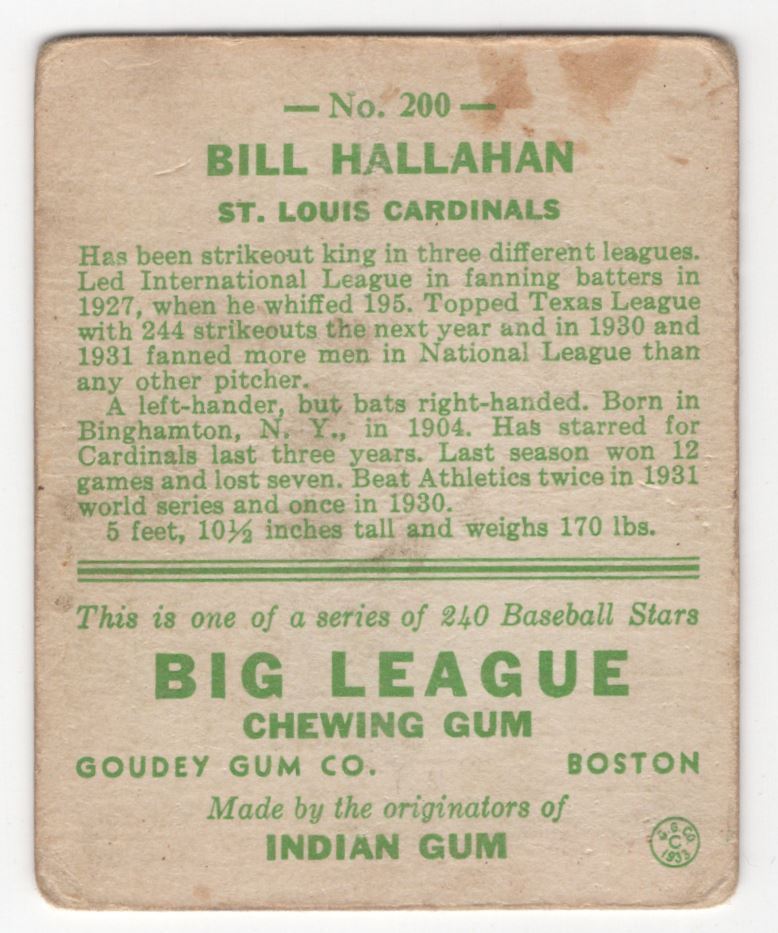 — No. 200 —
BILL HALLAHAN
ST. LOUIS CARDINALS
Has been strikeout king in three different leagues.
Led International League in fanning batters in
1927, when he whiffed 195. Topped Texas League
with 244 strikeouts the next year and in 1930 and
1931 fanned more men in National League than
any other pitcher.
A left-hander, but bats right-handed. Born in
Binghamton, N. Y., in 1904. Has starred for
Cardinals last three years. Last season won 12
games and lost seven. Beat Athletics twice in 1931
world series and once in 1930.
5 feet, 10½ inches tall and weighs 170 lbs.
This is one of a series of 240 Baseball Stars
BIG LEAGUE
CHEWING GUM
GOUDEY GUM CO. BOSTON
Made by the originators of
INDIAN GUM
G. G. CO
C
1933